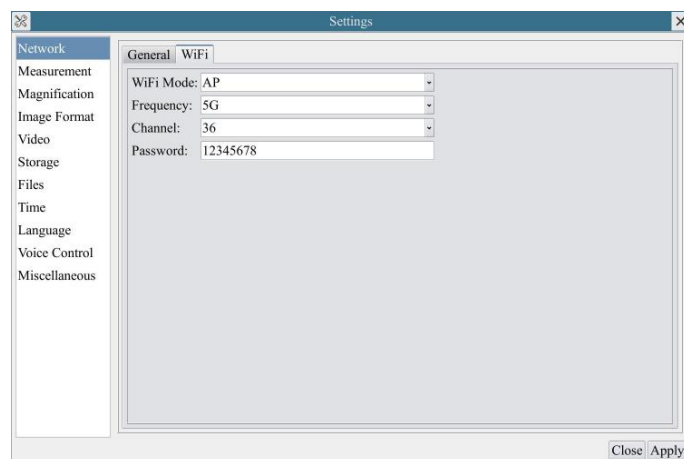 Settings
Network
Measurement
Magnification
Image Format
Video
Storage
Files
Time
Language
Voice Control
Miscellaneous
General WiFi
WiFi Mode: AP
Frequency: 5G
Channel: 36
Password: 12345678
Close Apply